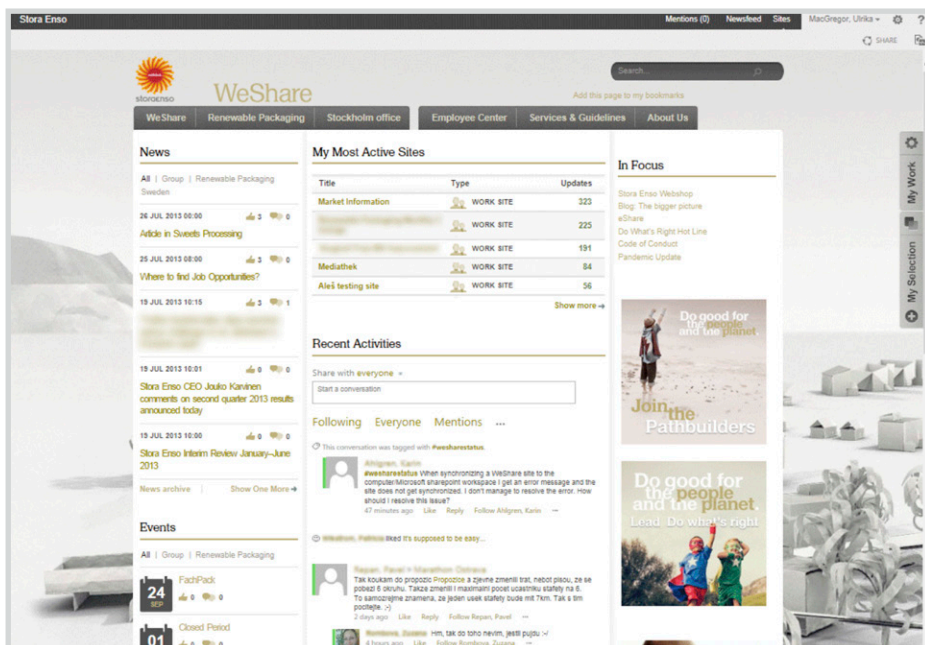 Stora Enso
Mentions (0) Newsfeed Sites MacGregor, Ulrika ?
SHARE
storaenso
WeShare
Search...
Add this page to my bookmarks
WeShare Renewable Packaging Stockholm office Employee Center Services & Guidelines About Us
News
All | Group | Renewable Packaging
Sweden
26 JUL 2013 00:00 3 0
Article in Sweets Processing
25 JUL 2013 08:00 3 0
Where to find Job Opportunities?
19 JUL 2013 10:15 3 1
19 JUL 2013 10:01 0 0
Stora Enso CEO Jouko Karvinen
comments on second quarter 2013 results
announced today
19 JUL 2013 10:00 0 0
Stora Enso Interim Review January–June
2013
News archive | Show One More
Events
All | Group | Renewable Packaging
24
SEP
FachPack
0 0
01
Closed Period
0 0
My Most Active Sites
Title Type Updates
Market Information WORK SITE 323
WORK SITE 225
WORK SITE 191
Mediathek WORK SITE 84
Aleš testing site WORK SITE 56
Show more
Recent Activities
Share with everyone
Start a conversation
Following Everyone Mentions ...
This conversation was tagged with #wesharestatus.
Ahlgren, Karin
#wesharestatus When synchronizing a WeShare site to the
computer/Microsoft sharepoint workspace I get an error message and the
site does not get synchronized. I don't manage to resolve the error. How
should I resolve this issue?
47 minutes ago Like Reply Follow Ahlgren, Karin ...
liked It's supposed to be easy...
Repan, Pavel » Marathon Ostrava
Tak koukam do propozic Propozice a zjevne zmenili trat, nebot pisou, ze se
pobezi 6 okruhu. Takze zmenili i maximalni pocet ucastniku stafety na 6.
To samozrejme znamena, ze jeden usek stafety bude mit 7km. Tak s tim
pocitejte. ;-)
2 days ago Like Reply Follow Repan, Pavel ...
Rombova, Zuzana Hm, tak do toho nevim, jestli pujdu :-/
4 hours ago Like Follow Rombova, Zuzana ...
In Focus
Stora Enso Webshop
Blog: The bigger picture
eShare
Do What's Right Hot Line
Code of Conduct
Pandemic Update
Do good for
the people
and the planet.
Join the
Pathbuilders
Do good for
the people
and the planet.
Lead. Do what's right
My Work
My Selection